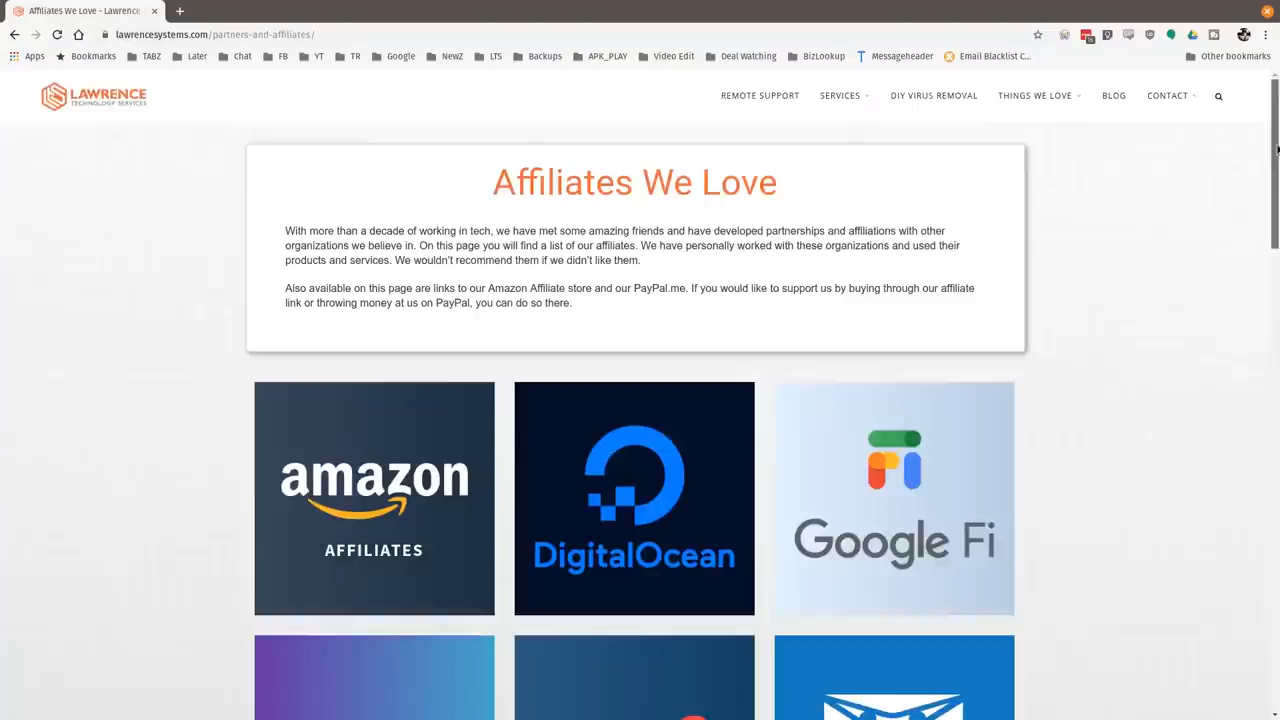 Affiliates We Love - Lawrence
lawrencesystems.com/partners-and-affiliates/
Apps Bookmarks TABZ Later Chat FB YT TR Google NewZ LTS Backups APK_PLAY Video Edit Deal Watching BizLookup Messageheader Email Blacklist C... Other bookmarks
LAWRENCE
TECHNOLOGY SERVICES
REMOTE SUPPORT SERVICES DIY VIRUS REMOVAL THINGS WE LOVE BLOG CONTACT
Affiliates We Love
With more than a decade of working in tech, we have met some amazing friends and have developed partnerships and affiliations with other
organizations we believe in. On this page you will find a list of our affiliates. We have personally worked with these organizations and used their
products and services. We wouldn't recommend them if we didn't like them.
Also available on this page are links to our Amazon Affiliate store and our PayPal.me. If you would like to support us by buying through our affiliate
link or throwing money at us on PayPal, you can do so there.
amazon
AFFILIATES
DigitalOcean
Google Fi